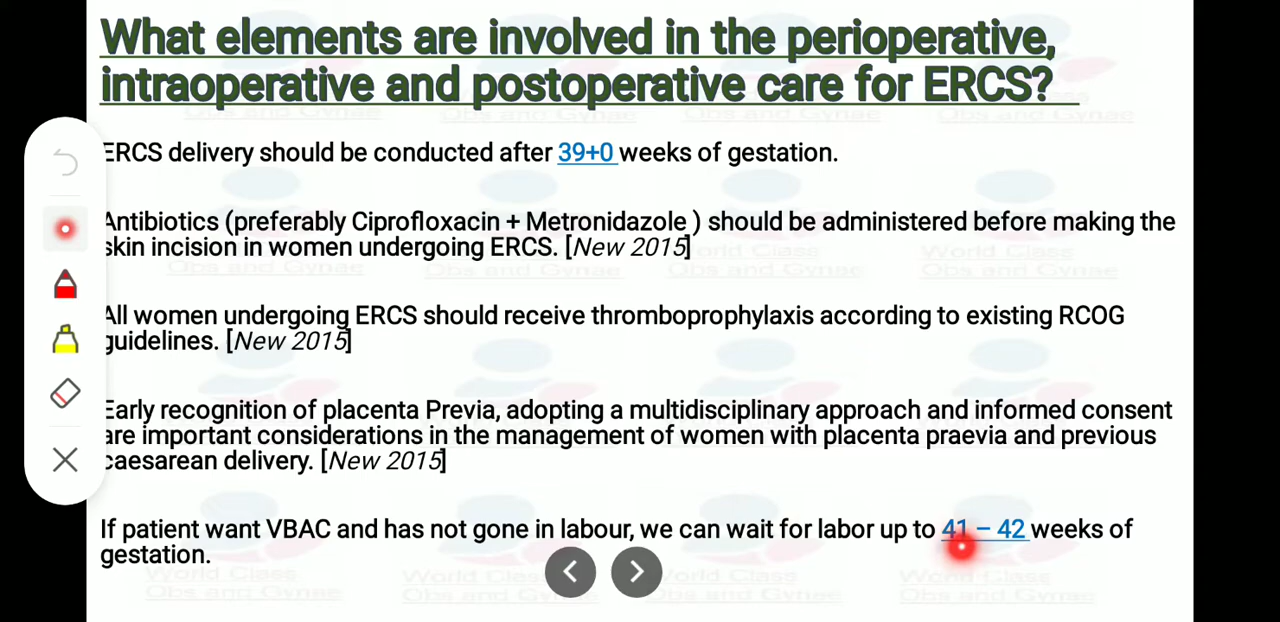 What elements are involved in the perioperative,
intraoperative and postoperative care for ERCS?
ERCS delivery should be conducted after 39+0 weeks of gestation.
Antibiotics (preferably Ciprofloxacin + Metronidazole ) should be administered before making the
skin incision in women undergoing ERCS. [New 2015]
All women undergoing ERCS should receive thromboprophylaxis according to existing RCOG
guidelines. [New 2015]
Early recognition of placenta Previa, adopting a multidisciplinary approach and informed consent
are important considerations in the management of women with placenta praevia and previous
caesarean delivery. [New 2015]
If patient want VBAC and has not gone in labour, we can wait for labor up to 41 – 42 weeks of
gestation.
World Class
Obs and Gynae